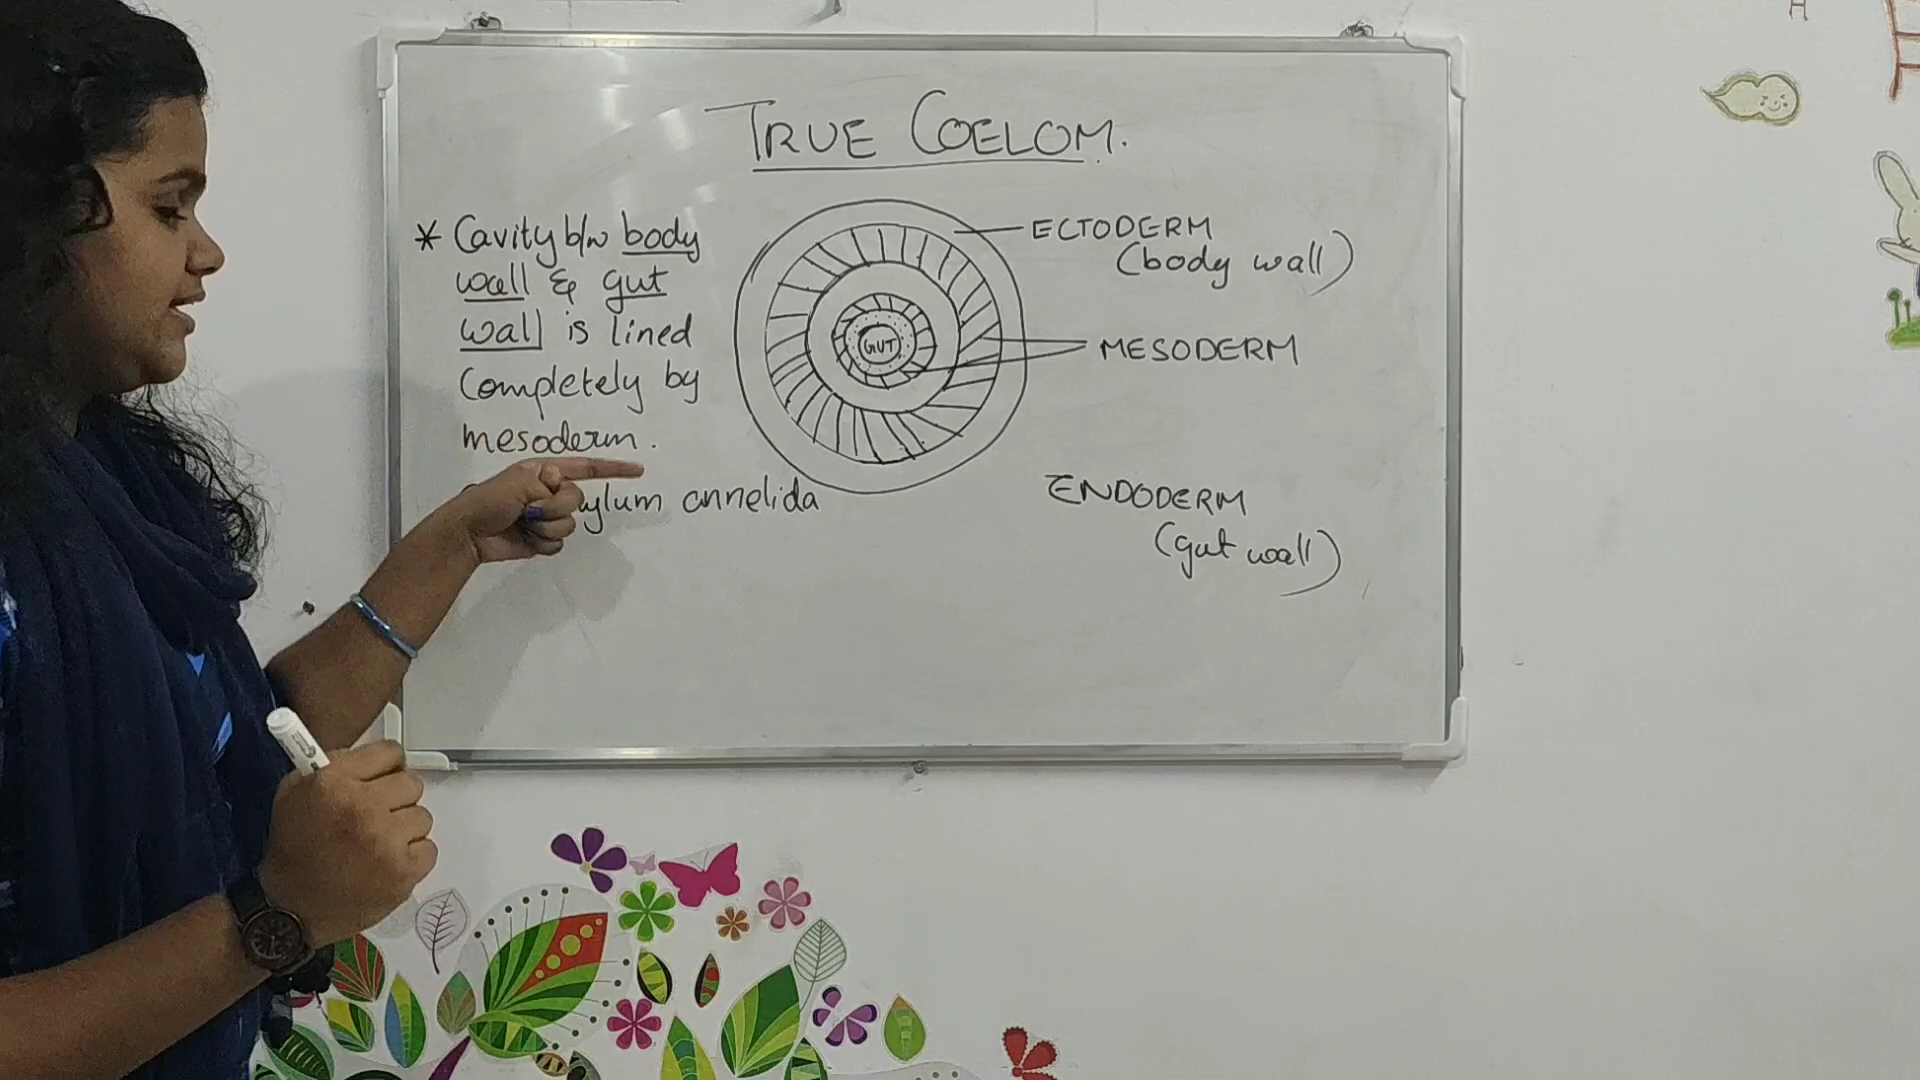 TRUE COELOM.
* Cavity b/w body
wall & gut
wall is lined
completely by
mesoderm.
annelida
GUT
ECTODERM
(body wall)
MESODERM
ENDODERM
(gut wall)
H